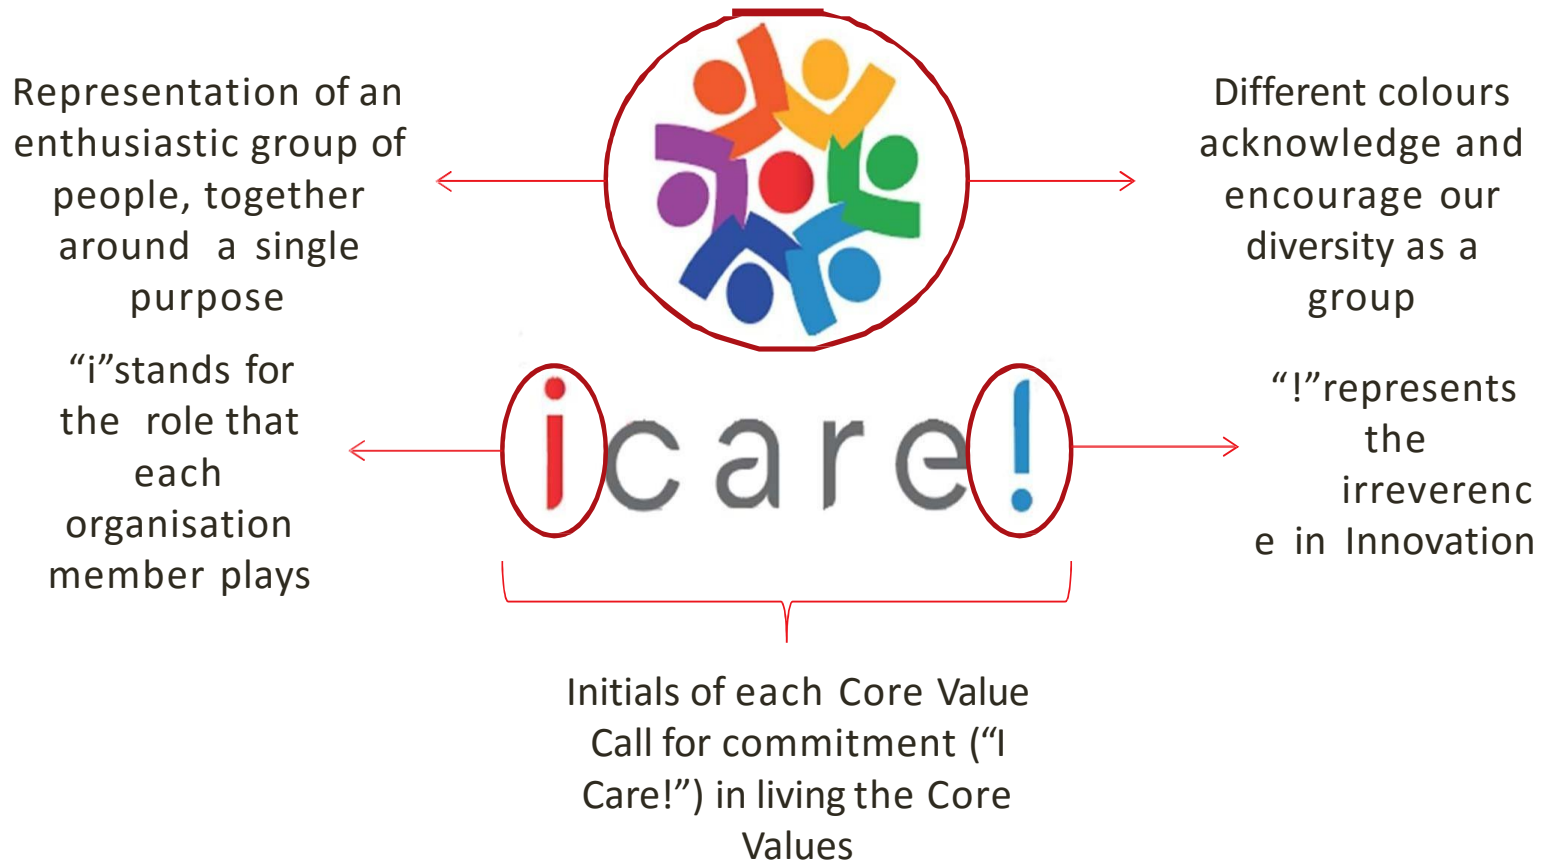 Representation of an
enthusiastic group of
people, together
around a single
purpose
Different colours
acknowledge and
encourage our
diversity as a
group
“i”stands for
the role that
each
organisation
member plays
icare!
“!”represents
the
irreverenc
e in Innovation
Initials of each Core Value
Call for commitment (“I
Care!”) in living the Core
Values